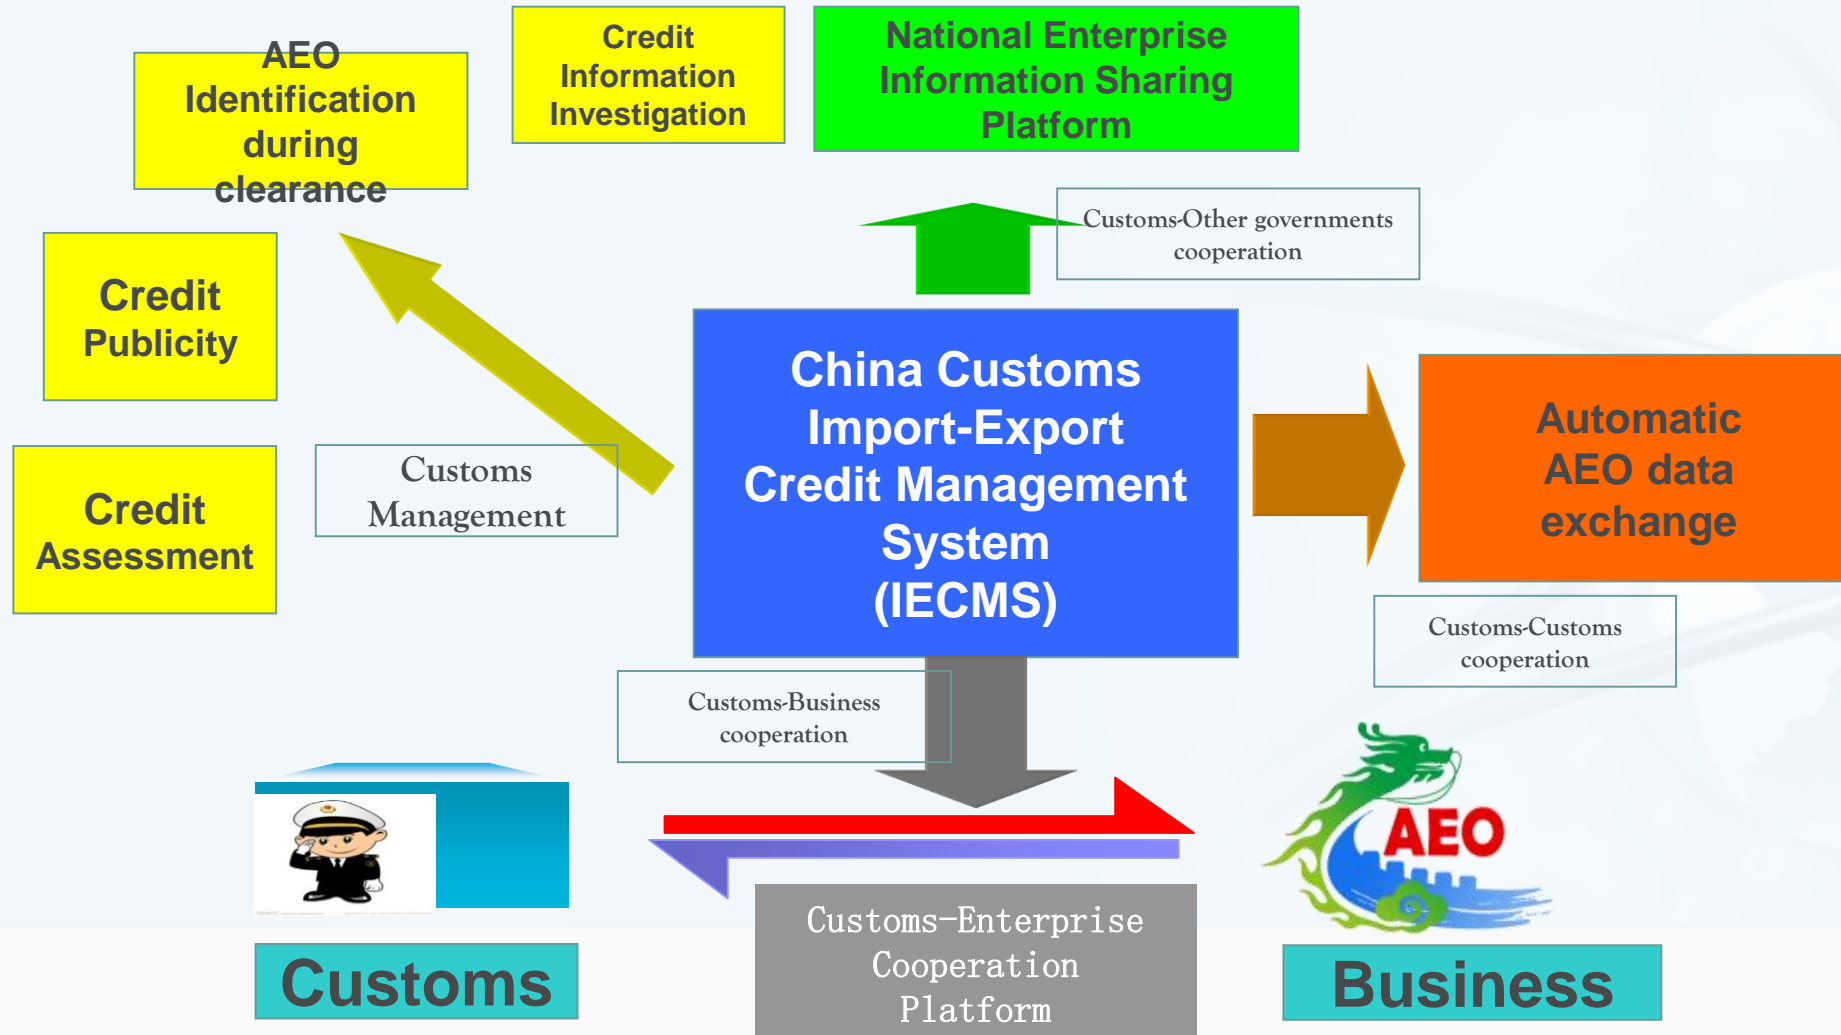 AEO
Identification
during
clearance
Credit
Information
Investigation
National Enterprise
Information Sharing
Platform
Customs-Other governments
cooperation
Credit
Publicity
China Customs
Import-Export
Credit Management
System
(IECMS)
Automatic
AEO data
exchange
Customs
Management
Credit
Assessment
Customs-Customs
cooperation
Customs-Business
cooperation
AEO
Customs-Enterprise
Cooperation
Platform
Customs
Business